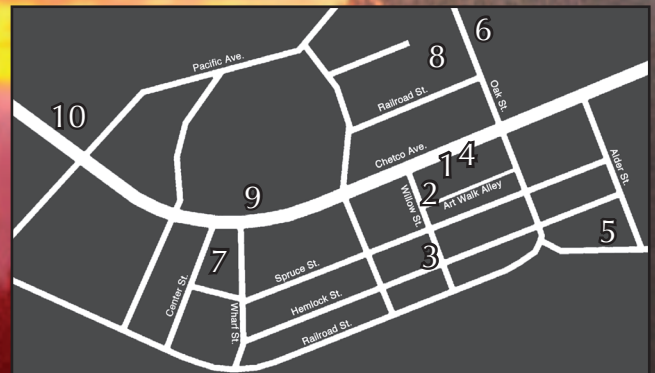 6
Pacific Ave.
8
Railroad St.
Oak St.
10
Chetco Ave.
1
4
Alder St.
9
Willow St.
2
Art Walk Alley
5
7
3
Spruce St.
Center St.
Hemlock St.
Wharf St.
Railroad St.